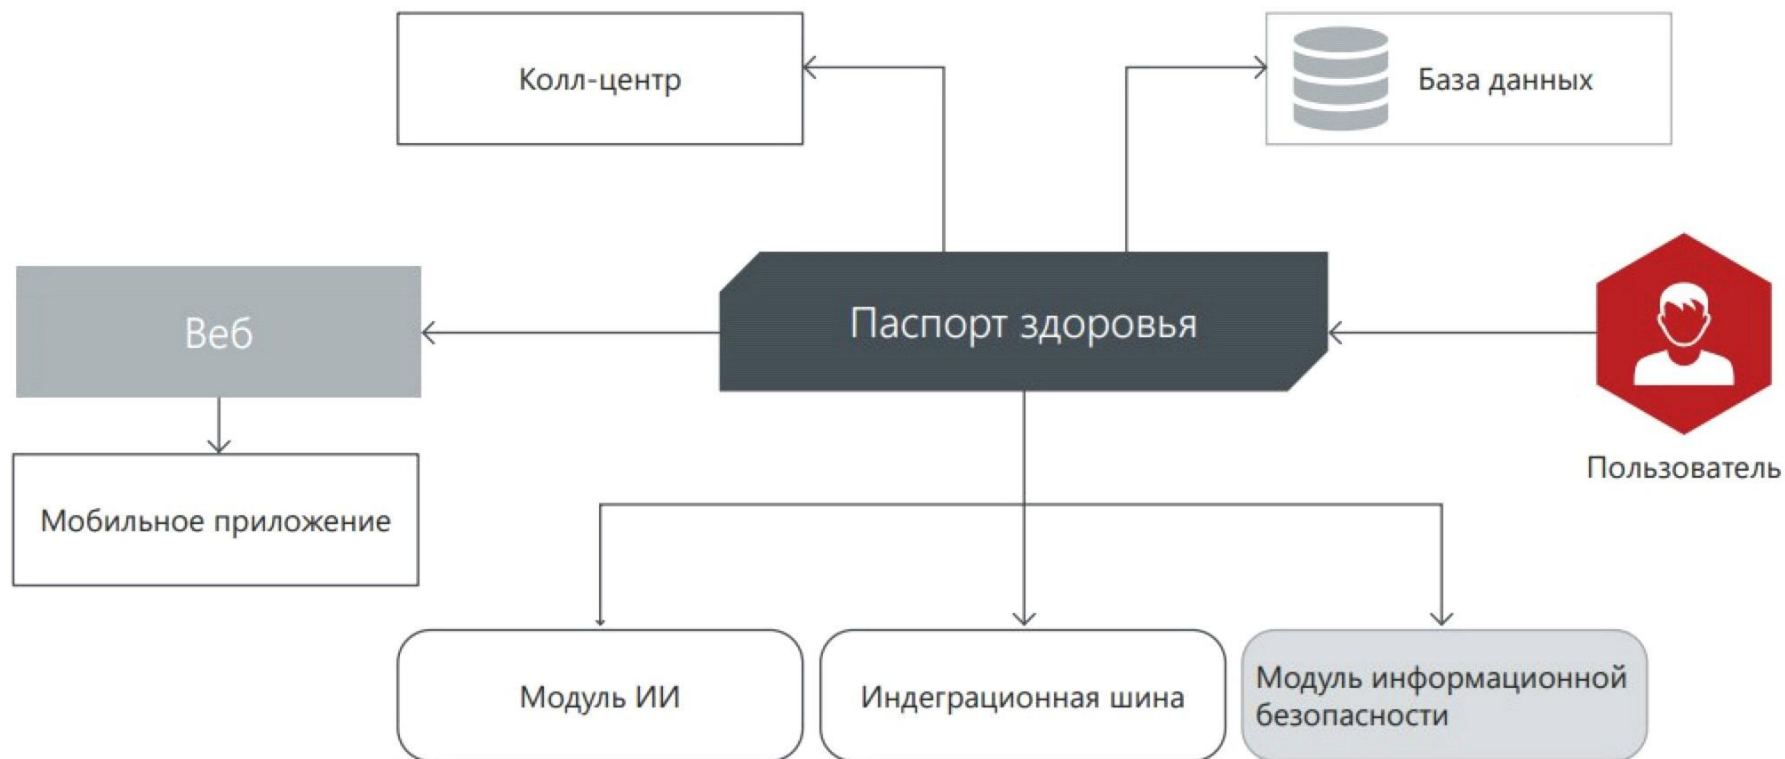 Колл-центр
База данных
Веб
Паспорт здоровья
Пользователь
Мобильное приложение
Модуль ИИ
Индеграционная шина
Модуль информационной
безопасности